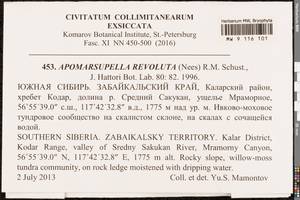 CIVITATUM COLLIMITANEARUM
EXSICCATA
Komarov Botanical Institute, St.-Petersburg
Fasc. XI NN 450-500 (2016)
Herbarium MW, Bryophyta
MW 9 116 101
453. APOMARSUPELLA REVOLUTA (Nees) R.M. Schust.,
J. Hattori Bot. Lab. 80: 82. 1996.
ЮЖНАЯ СИБИРЬ. ЗАБАЙКАЛЬСКИЙ КРАЙ, Каларский район,
хребет Кодар, долина р. Средний Сакукан, ущелье Мраморное,
56°55´39.0” с.ш., 117°42´32.8” в.д., 1775 м над ур. м. Ивково-моховое
тундровое сообщество на скалистом склоне, на скалах с сочащейся
водой.
SOUTHERN SIBERIA. ZABAIKALSKY TERRITORY. Kalar District,
Kodar Range, valley of Sredny Sakukan River, Mramorny Canyon,
56°55´39.0” N, 117°42´32.8” E, 1775 m alt. Rocky slope, willow-moss
tundra community, on rock ledge moistened with dripping water.
2 July 2013 Coll. et det. Yu.S. Mamontov